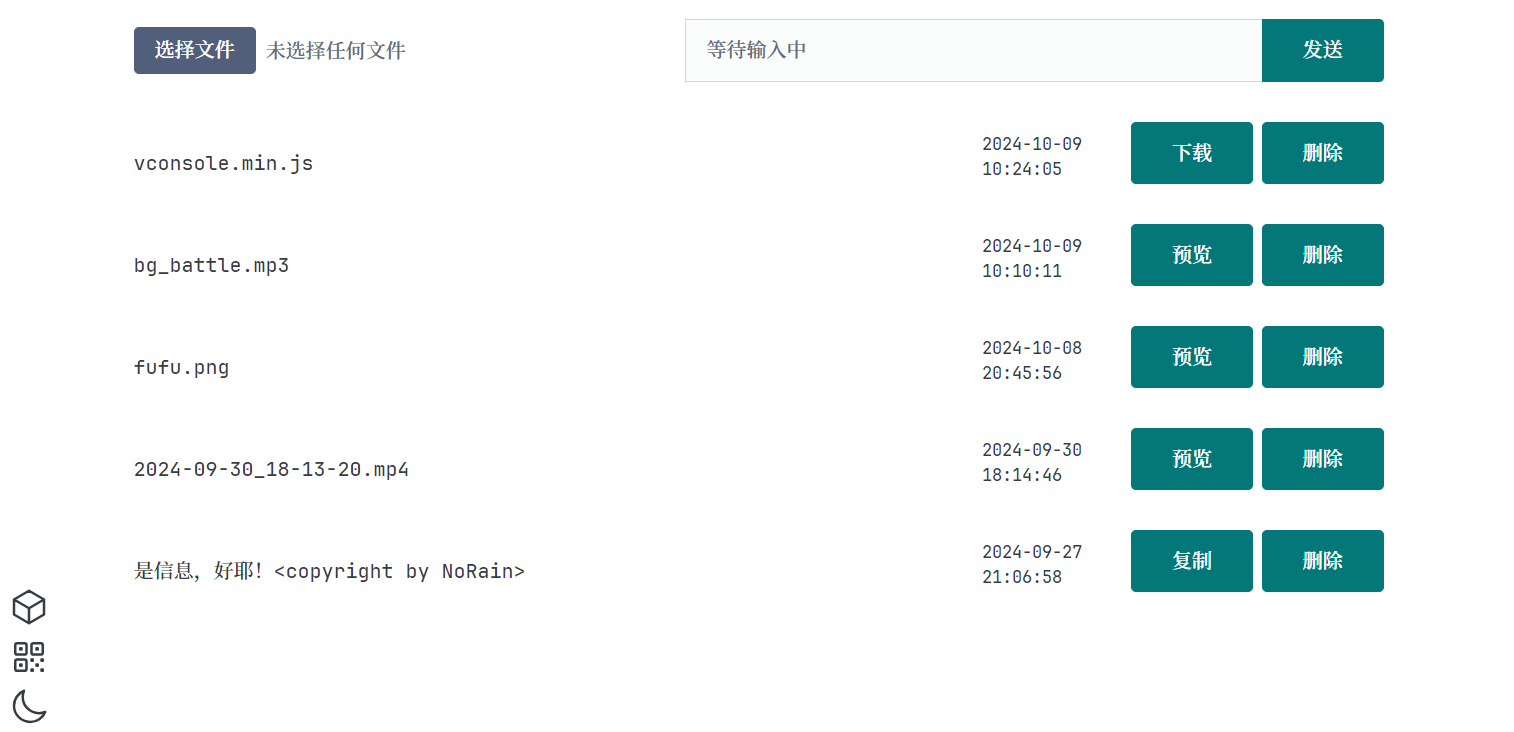 选择文件 未选择任何文件 等待输入中 发送
vconsole.min.js 2024-10-09 下载 删除
10:24:05
bg_battle.mp3 2024-10-09 预览 删除
10:10:11
fufu.png 2024-10-08 预览 删除
20:45:56
2024-09-30_18-13-20.mp4 2024-09-30 预览 删除
18:14:46
是信息，好耶！<copyright by NoRain> 2024-09-27 复制 删除
21:06:58